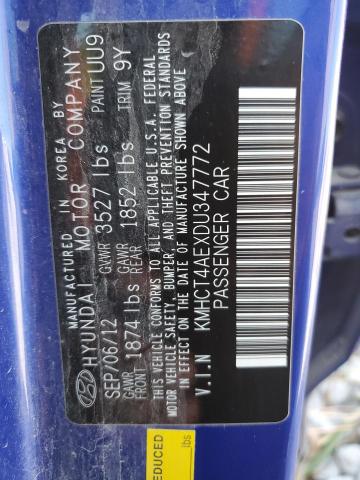 HYUNDAI MOTOR COMPANY
MADE IN KOREA BY
SEP/06/12 GVWR 3527 lbs PAINT UU9
GAWR FRONT 1874 lbs GAWR REAR 1852 lbs TRIM 9Y
THIS VEHICLE CONFORMS TO ALL APPLICABLE U.S.A. FEDERAL
MOTOR VEHICLE SAFETY, BUMPER, AND THEFT PREVENTION STANDARDS
IN EFFECT ON THE DATE OF MANUFACTURE SHOWN ABOVE.
V.I.N KMHCT4AEXDU347772
PASSENGER CAR
REDUCED
lbs